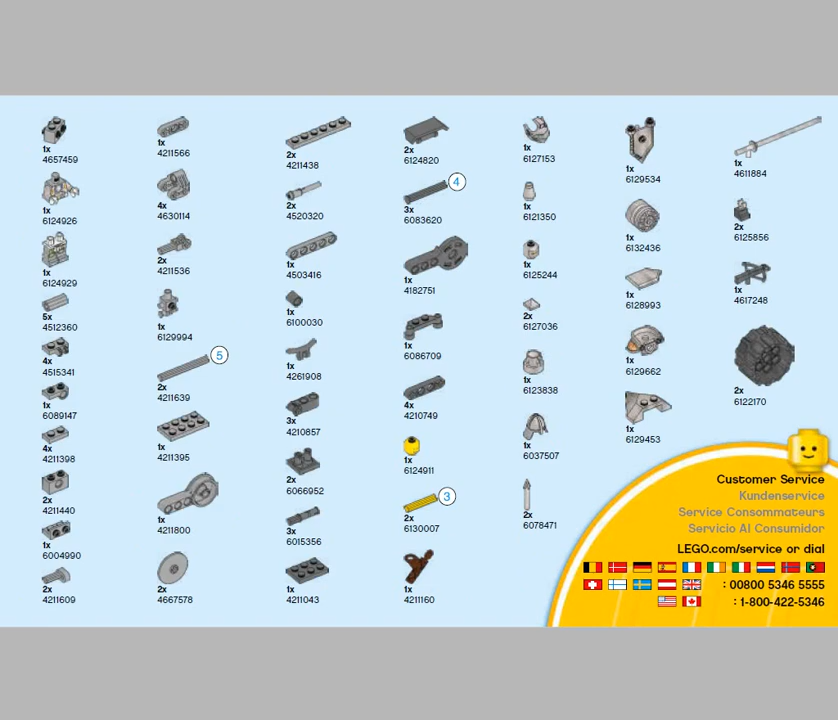 1x
4657459
1x
6124926
1x
6124929
5x
4512360
4x
4515341
1x
6089147
4x
4211398
2x
4211440
1x
6004990
2x
4211609
1x
4211566
4x
4630114
2x
4211536
1x
6129994
5
2x
4211639
1x
4211395
1x
4211800
2x
4667578
2x
4211438
2x
4520320
1x
4503416
1x
6100030
1x
4261908
3x
4210857
2x
6066952
3x
6015356
1x
4211043
2x
6124820
4
3x
6083620
1x
4182751
1x
6086709
4x
4210749
1x
6124911
3
2x
6130007
1x
4211160
1x
6127153
1x
6121350
1x
6125244
2x
6127036
1x
6123838
1x
6037507
2x
6078471
1x
6129534
1x
6132436
1x
6128993
1x
6129662
1x
6129453
1x
4611884
2x
6125856
1x
4617248
2x
6122170
Customer Service
Kundenservice
Service Consommateurs
Servicio Al Consumidor
LEGO.com/service or dial
: 00800 5346 5555
: 1-800-422-5346